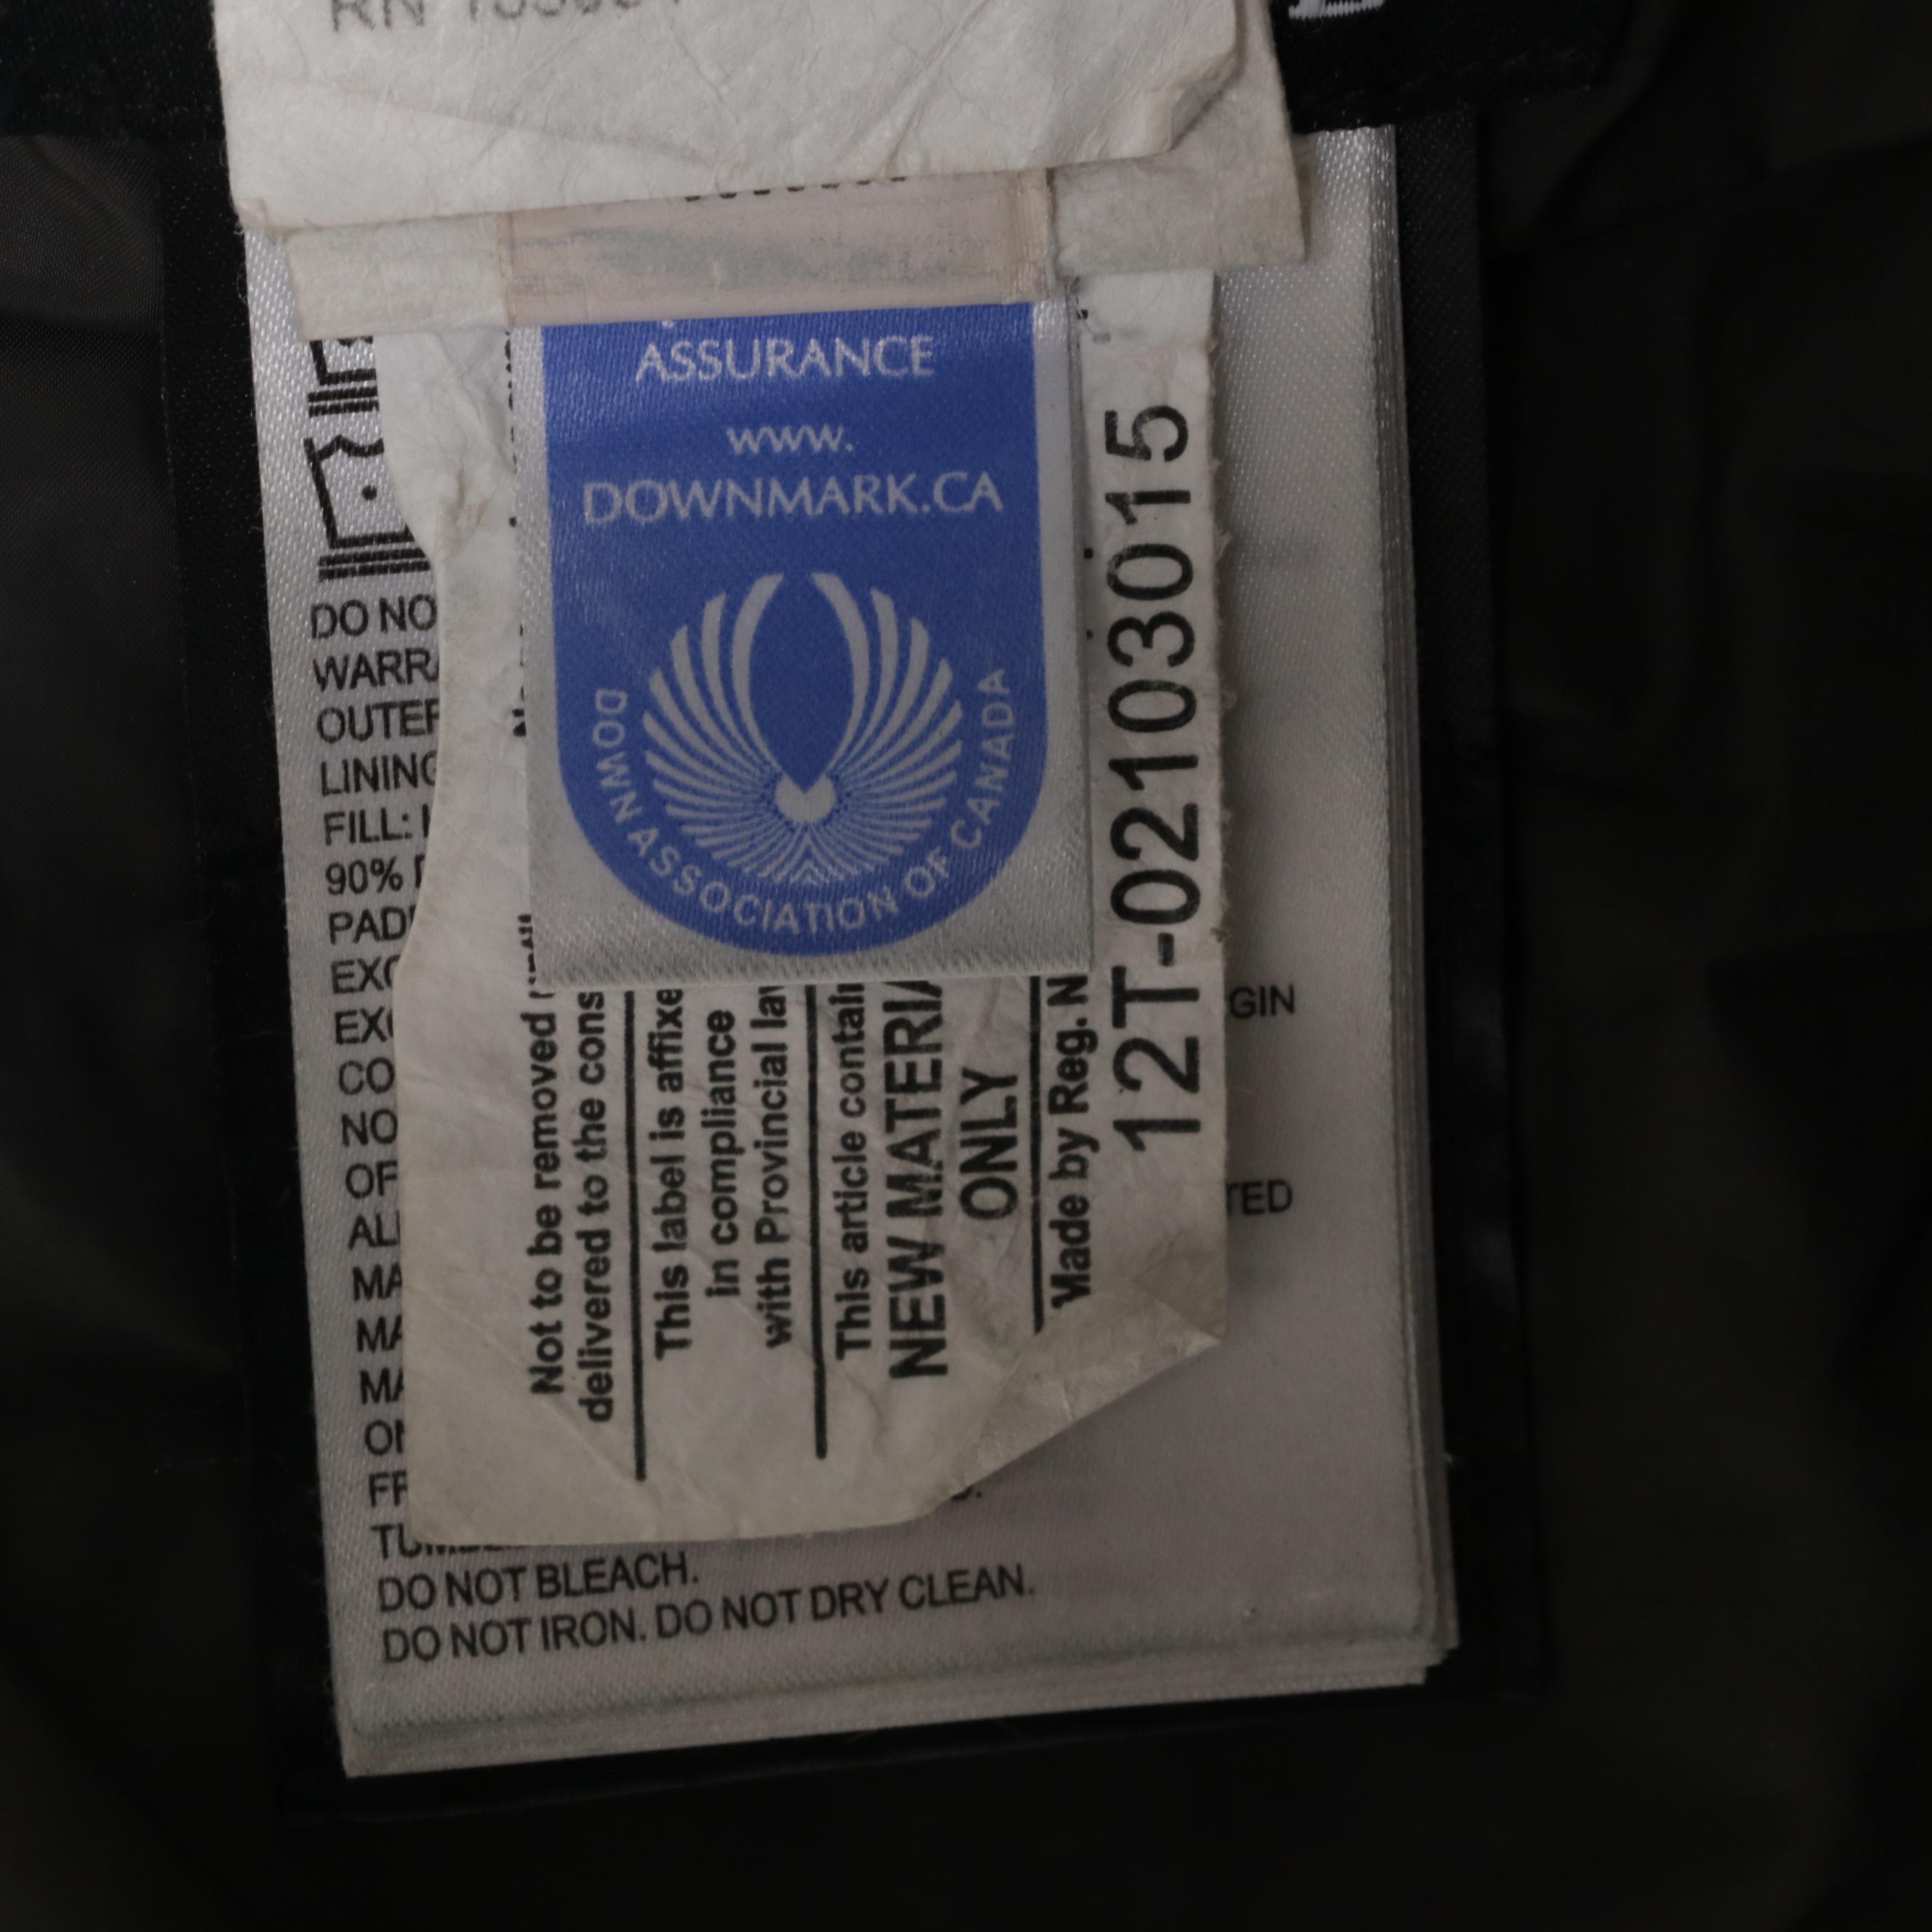 RN
ASSURANCE
www.
DOWNMARK.CA
DOWN ASSOCIATION OF CANADA
Not to be removed
delivered to the cons
This label is affixe
in compliance
with Provincial la
This article contai
NEW MATERIA
ONLY
Made by Reg. N
12T-02103015
DO NO
WARRA
OUTER
LINING
FILL:
90%
PAD
EXC
EXC
CO
NO
OF
ALL
MA
MA
MA
ON
FR
GIN
TED
DO NOT BLEACH.
DO NOT IRON. DO NOT DRY CLEAN.